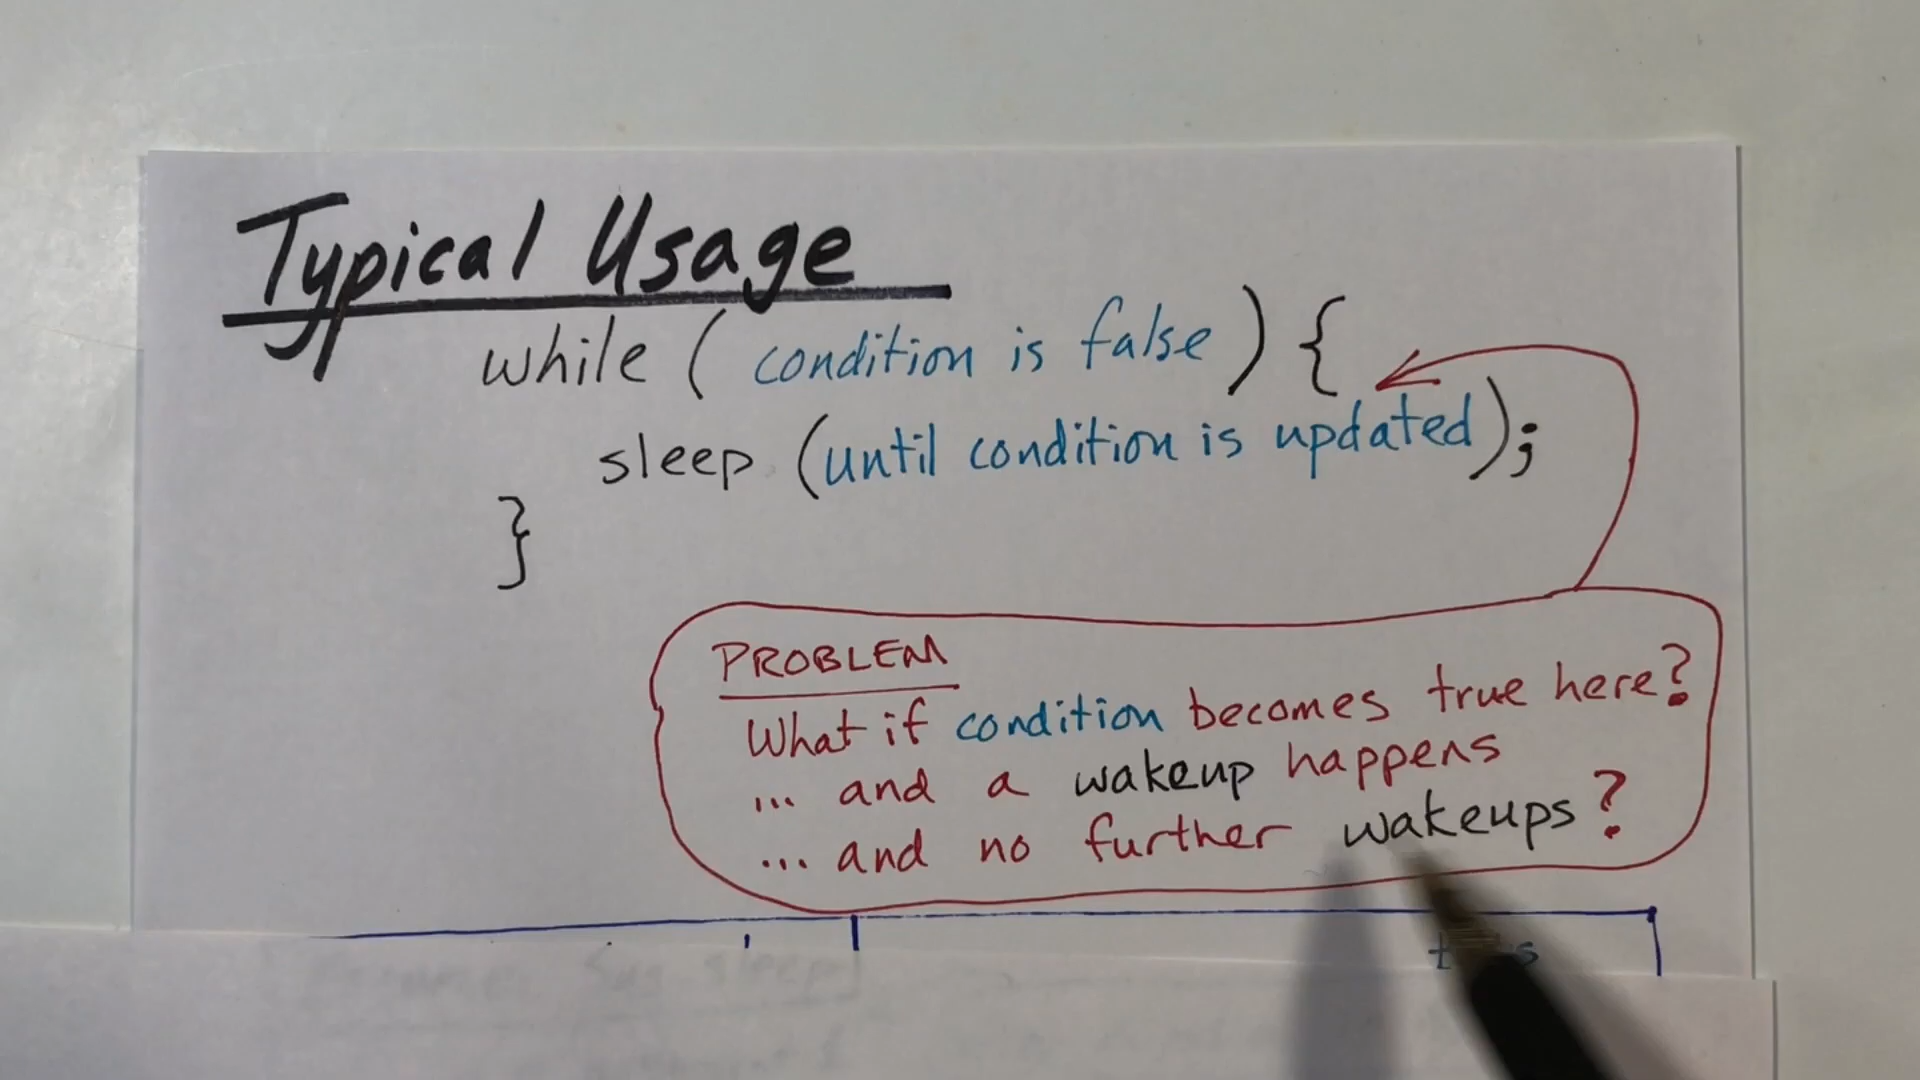 Typical Usage
while ( condition is false ) {
sleep (until condition is updated);
}
PROBLEM
What if condition becomes true here?
... and a wakeup happens
... and no further wakeups?